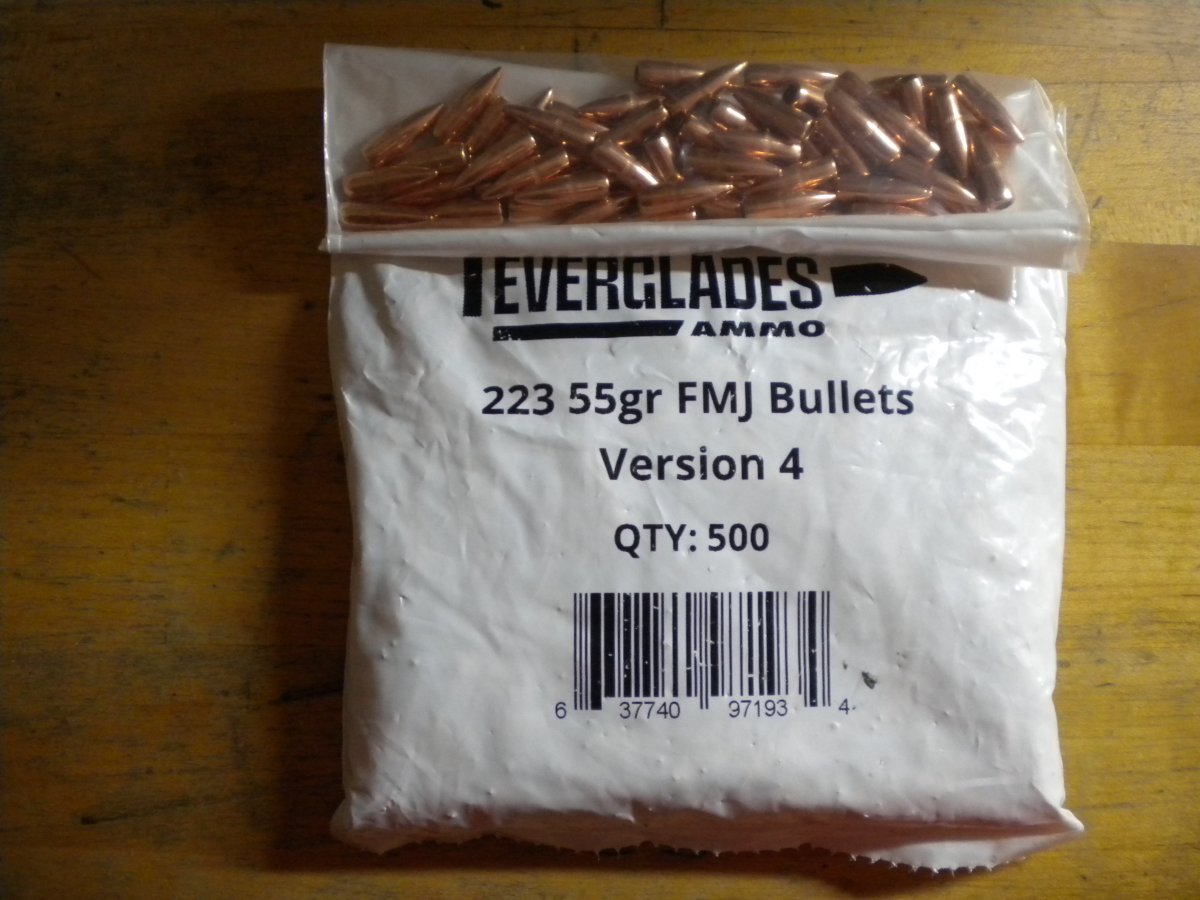 EVERGLADES
AMMO
223 55gr FMJ Bullets
Version 4
QTY: 500
6 37740 97193 4